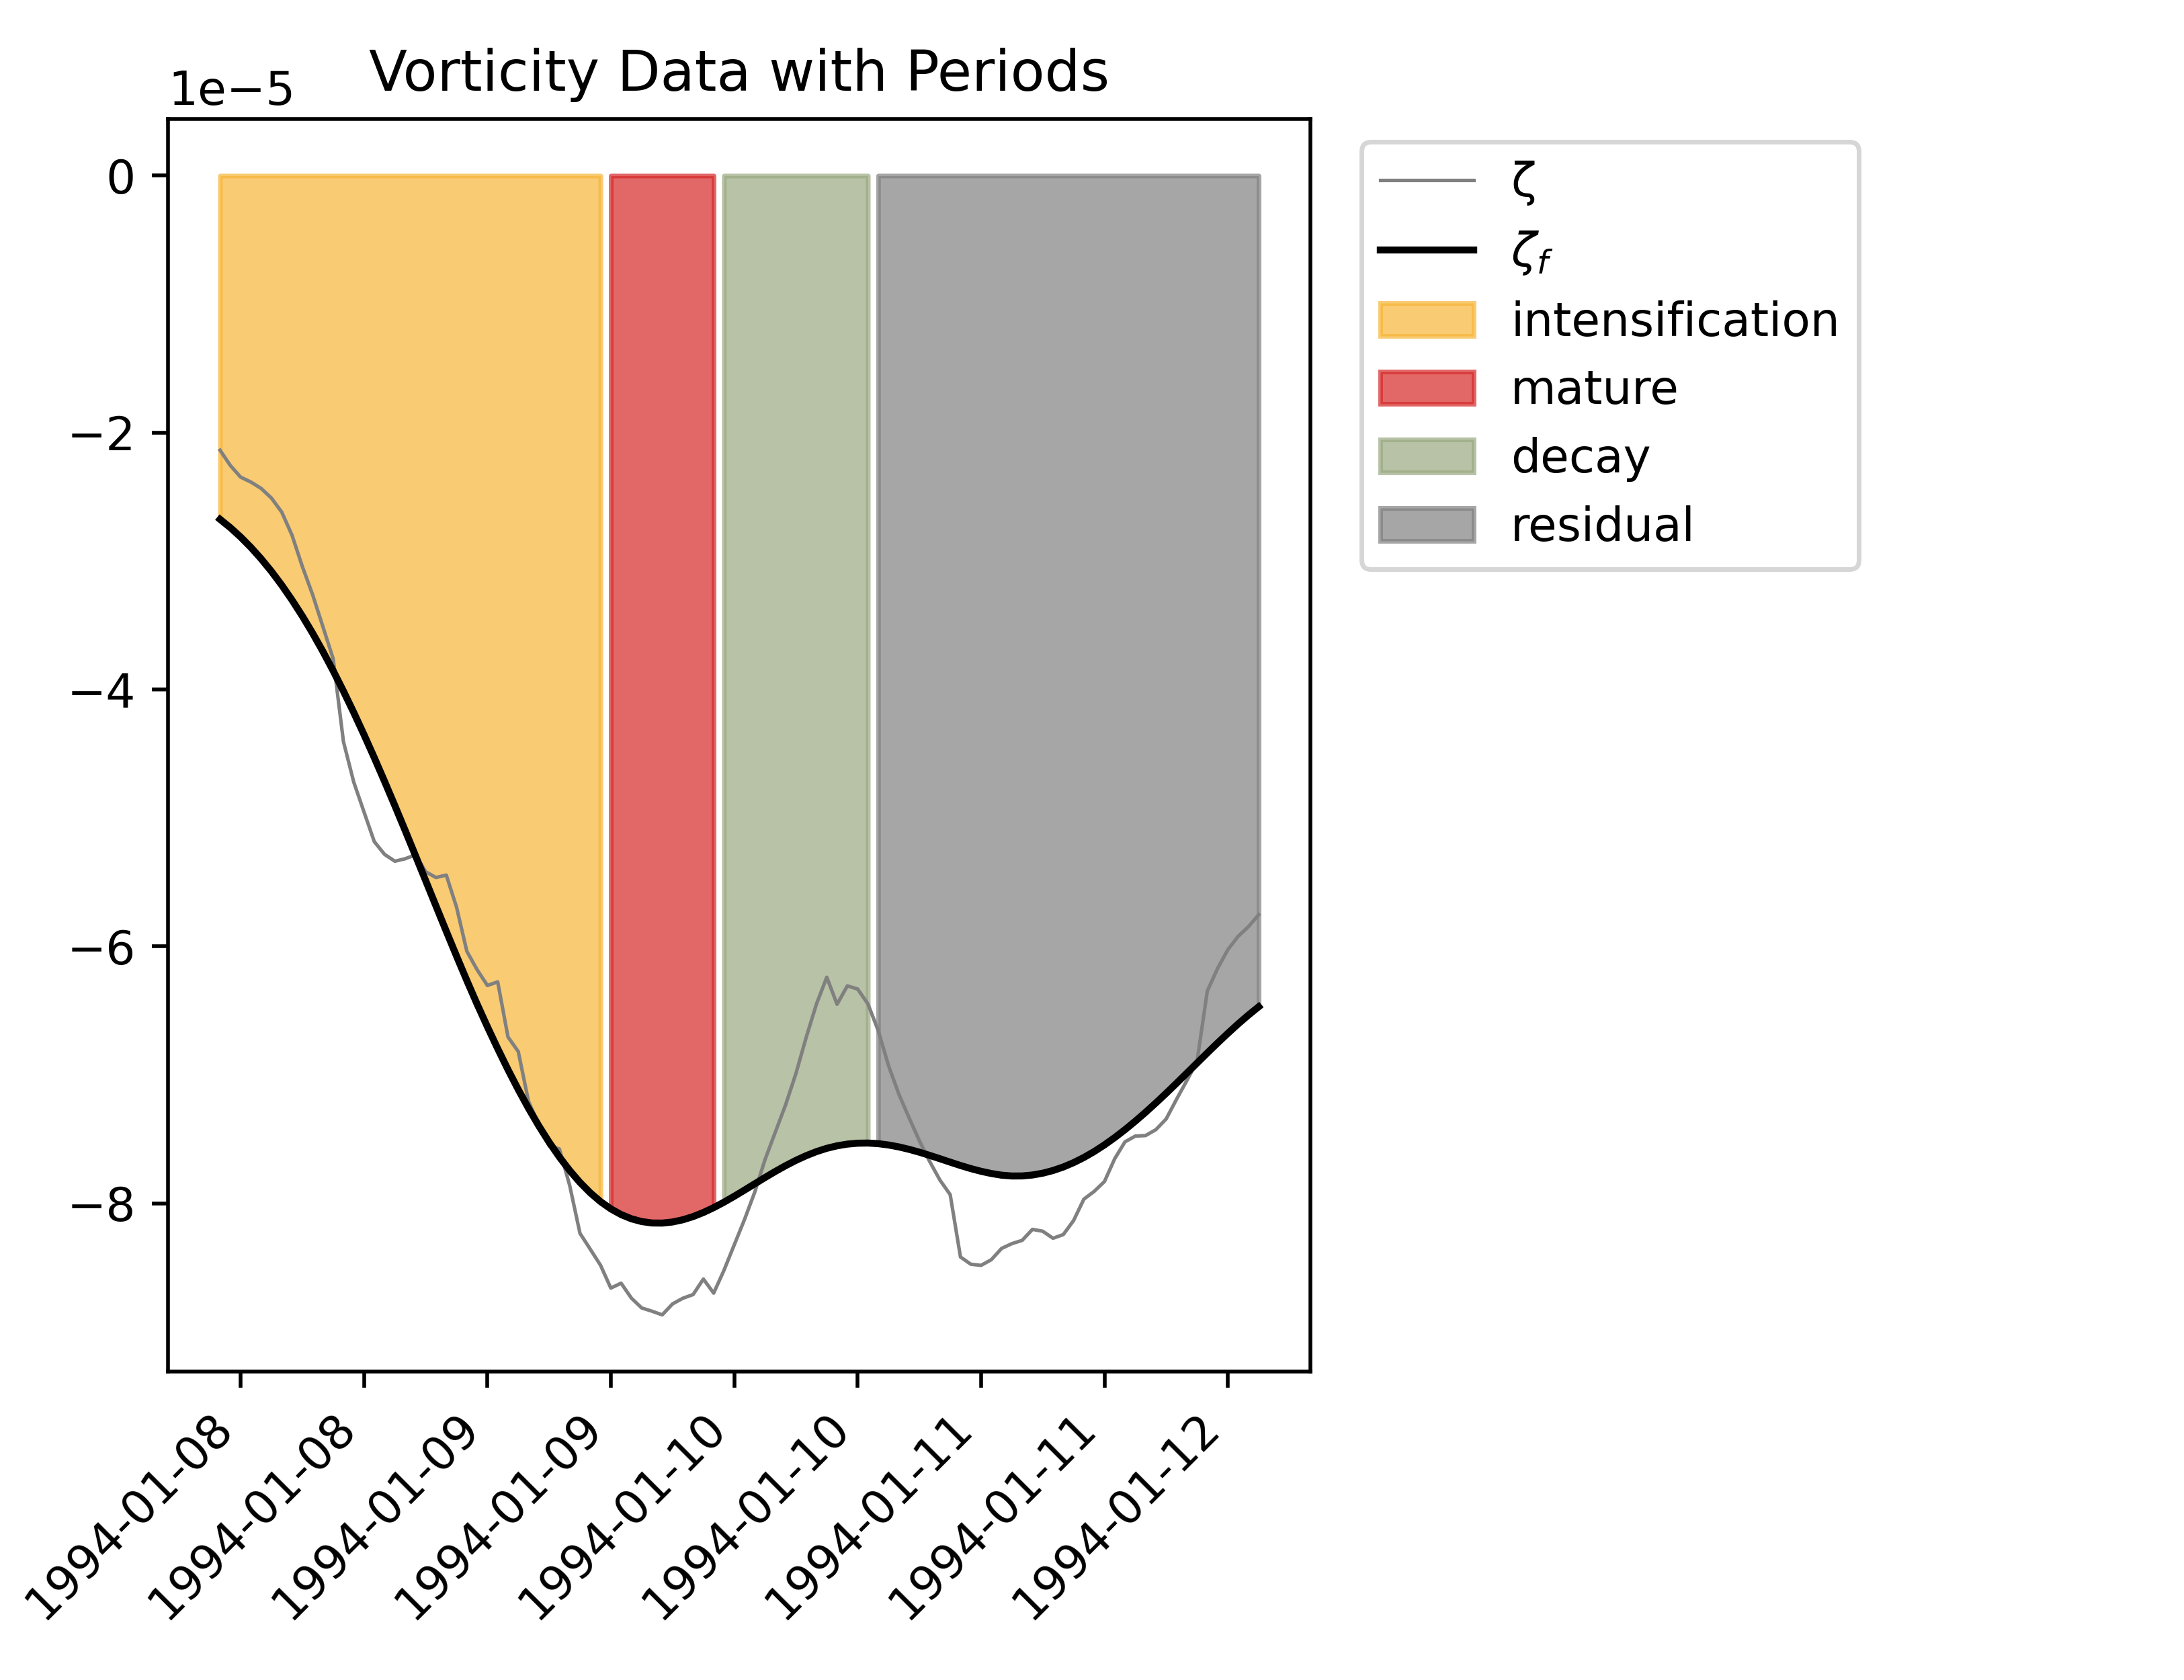 Vorticity Data with Periods
1e−5
0
−2
−4
−6
−8
1994-01-08
1994-01-08
1994-01-09
1994-01-09
1994-01-10
1994-01-10
1994-01-11
1994-01-11
1994-01-12
ζ
ζf
intensification
mature
decay
residual